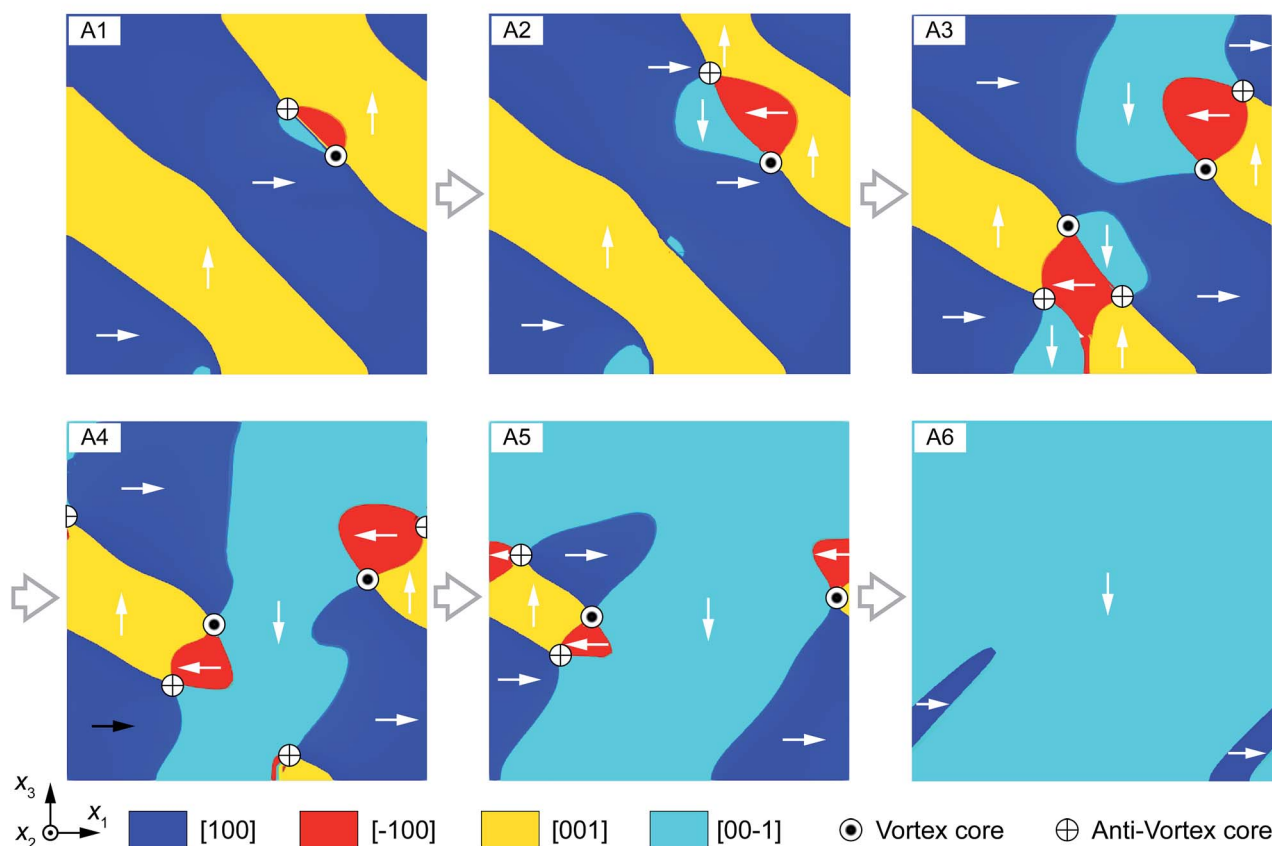 A1
A2
A3
A4
A5
A6
x3
x2
x1
[100]
[-100]
[001]
[00-1]
Vortex core
Anti-Vortex core